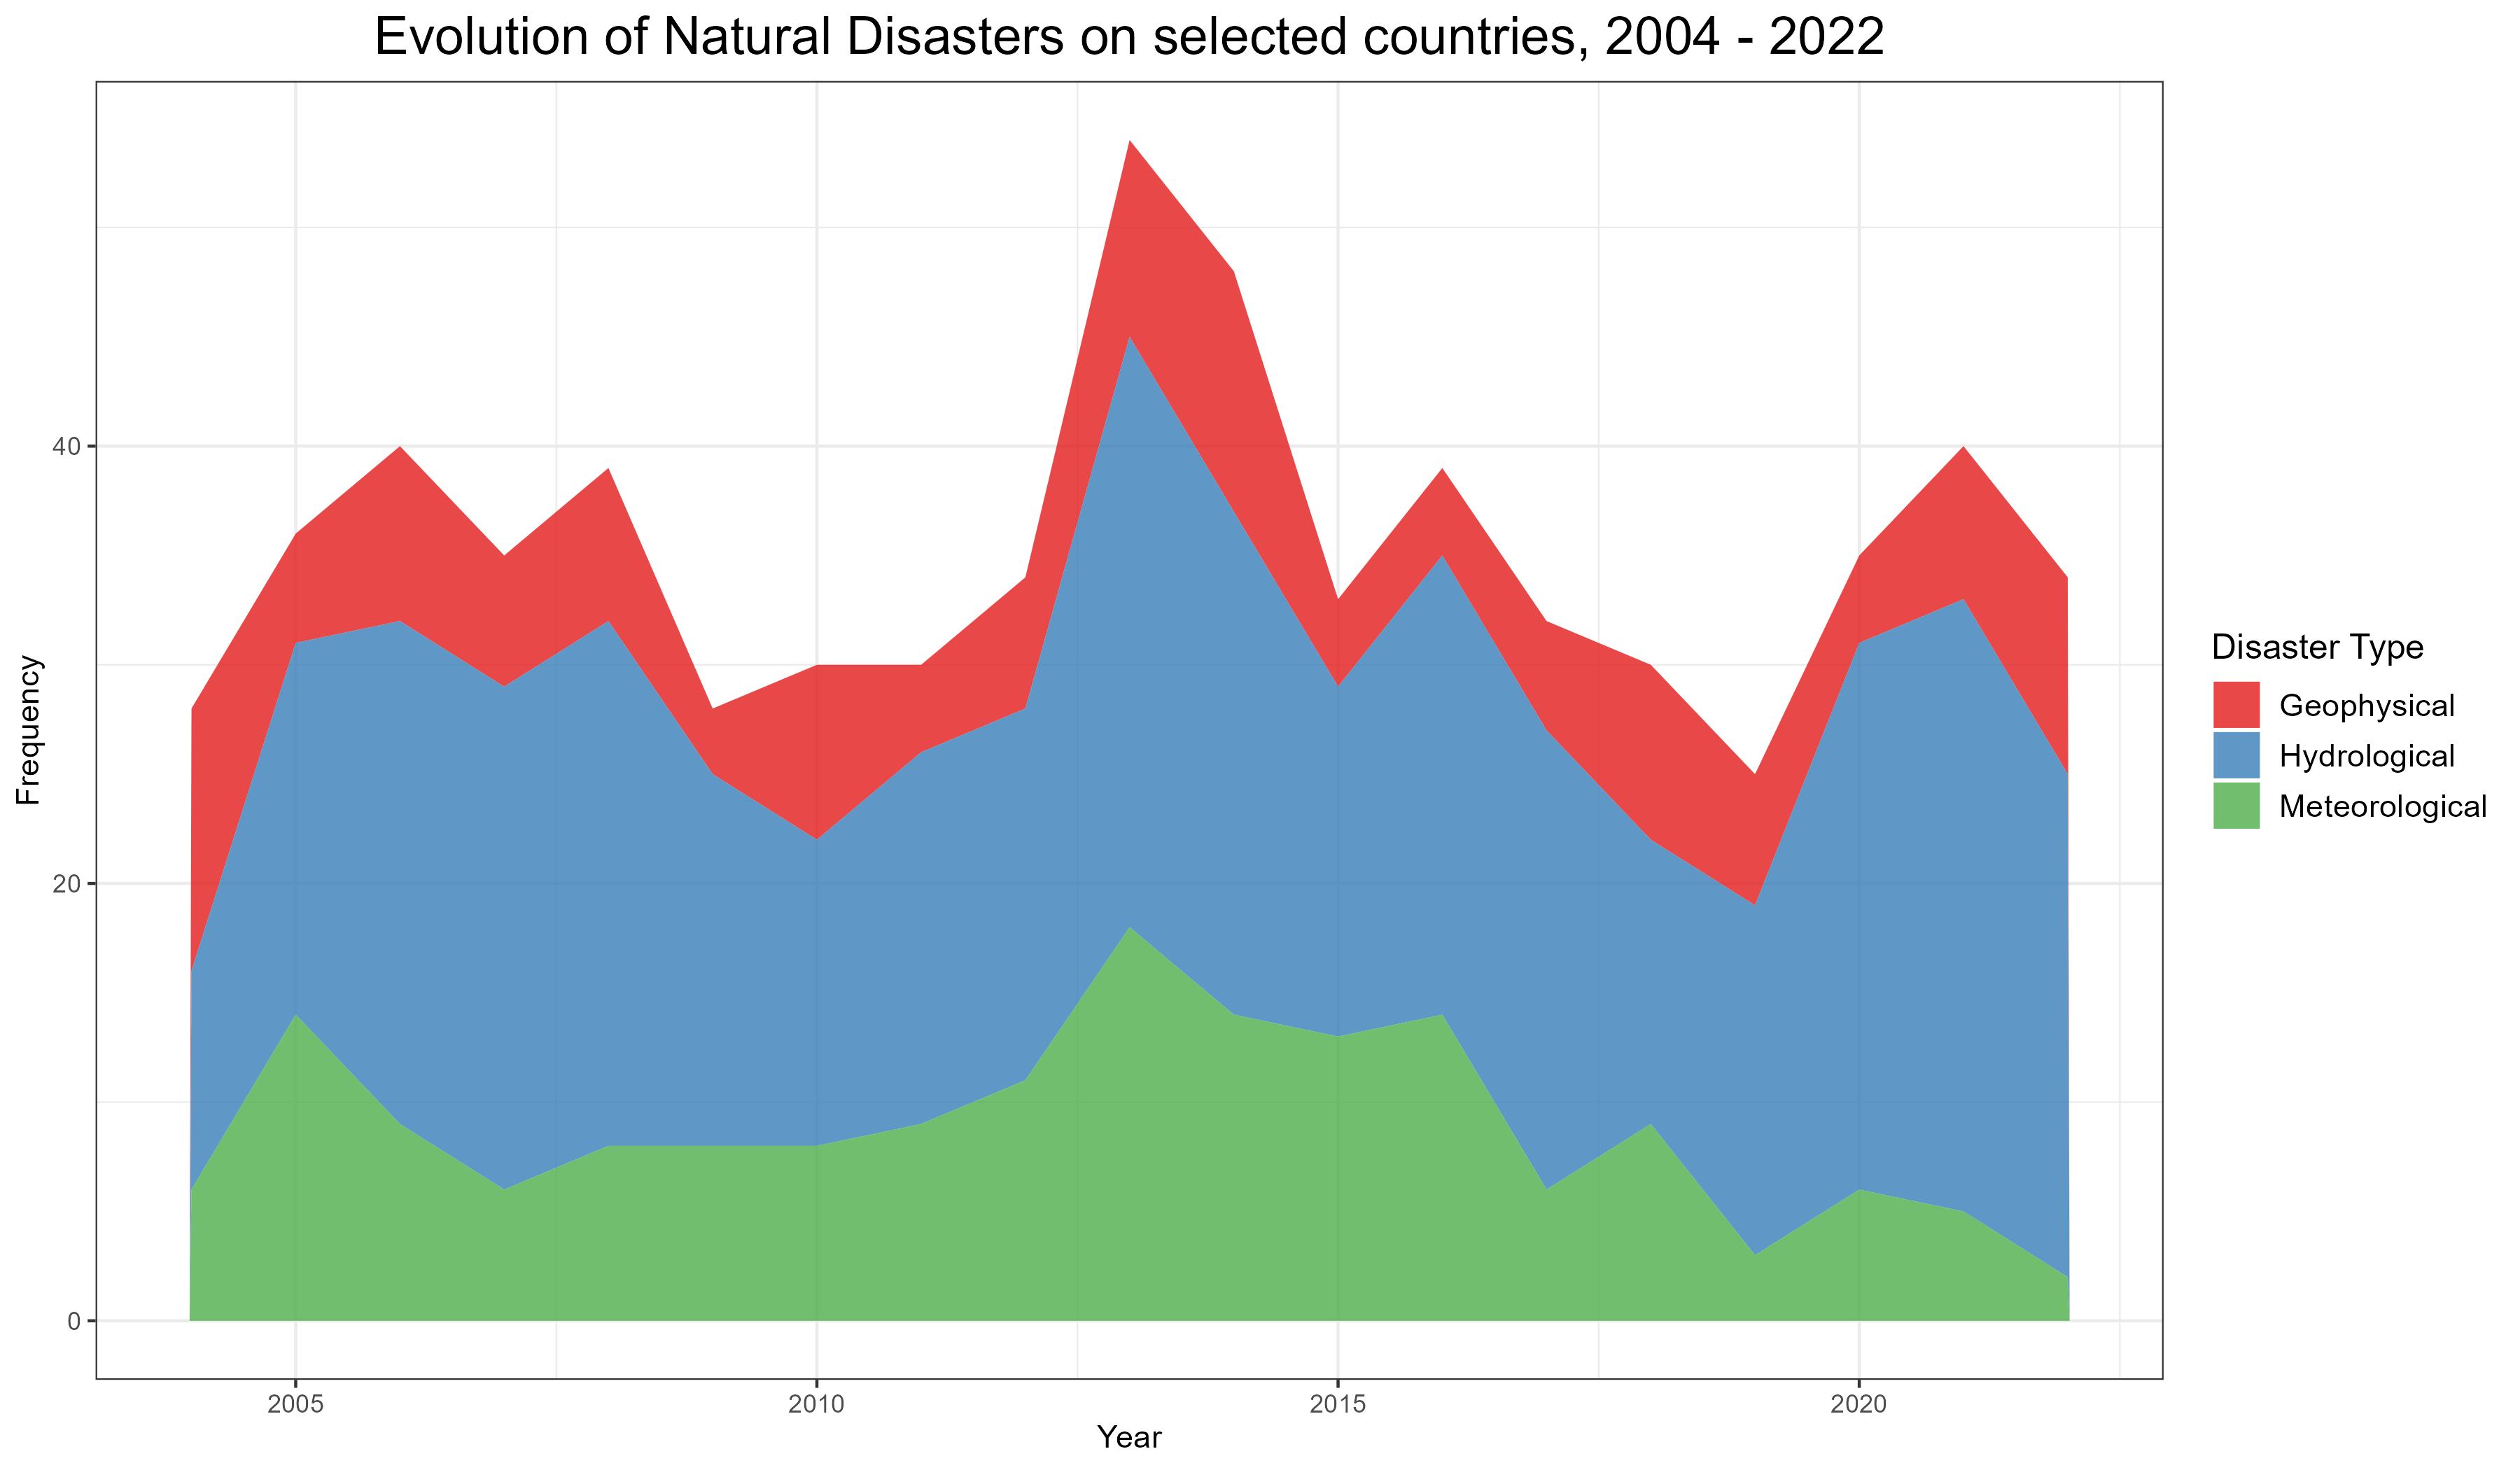 Evolution of Natural Disasters on selected countries, 2004 - 2022
Frequency
40
20
0
2005 2010 2015 2020
Year
Disaster Type
Geophysical
Hydrological
Meteorological